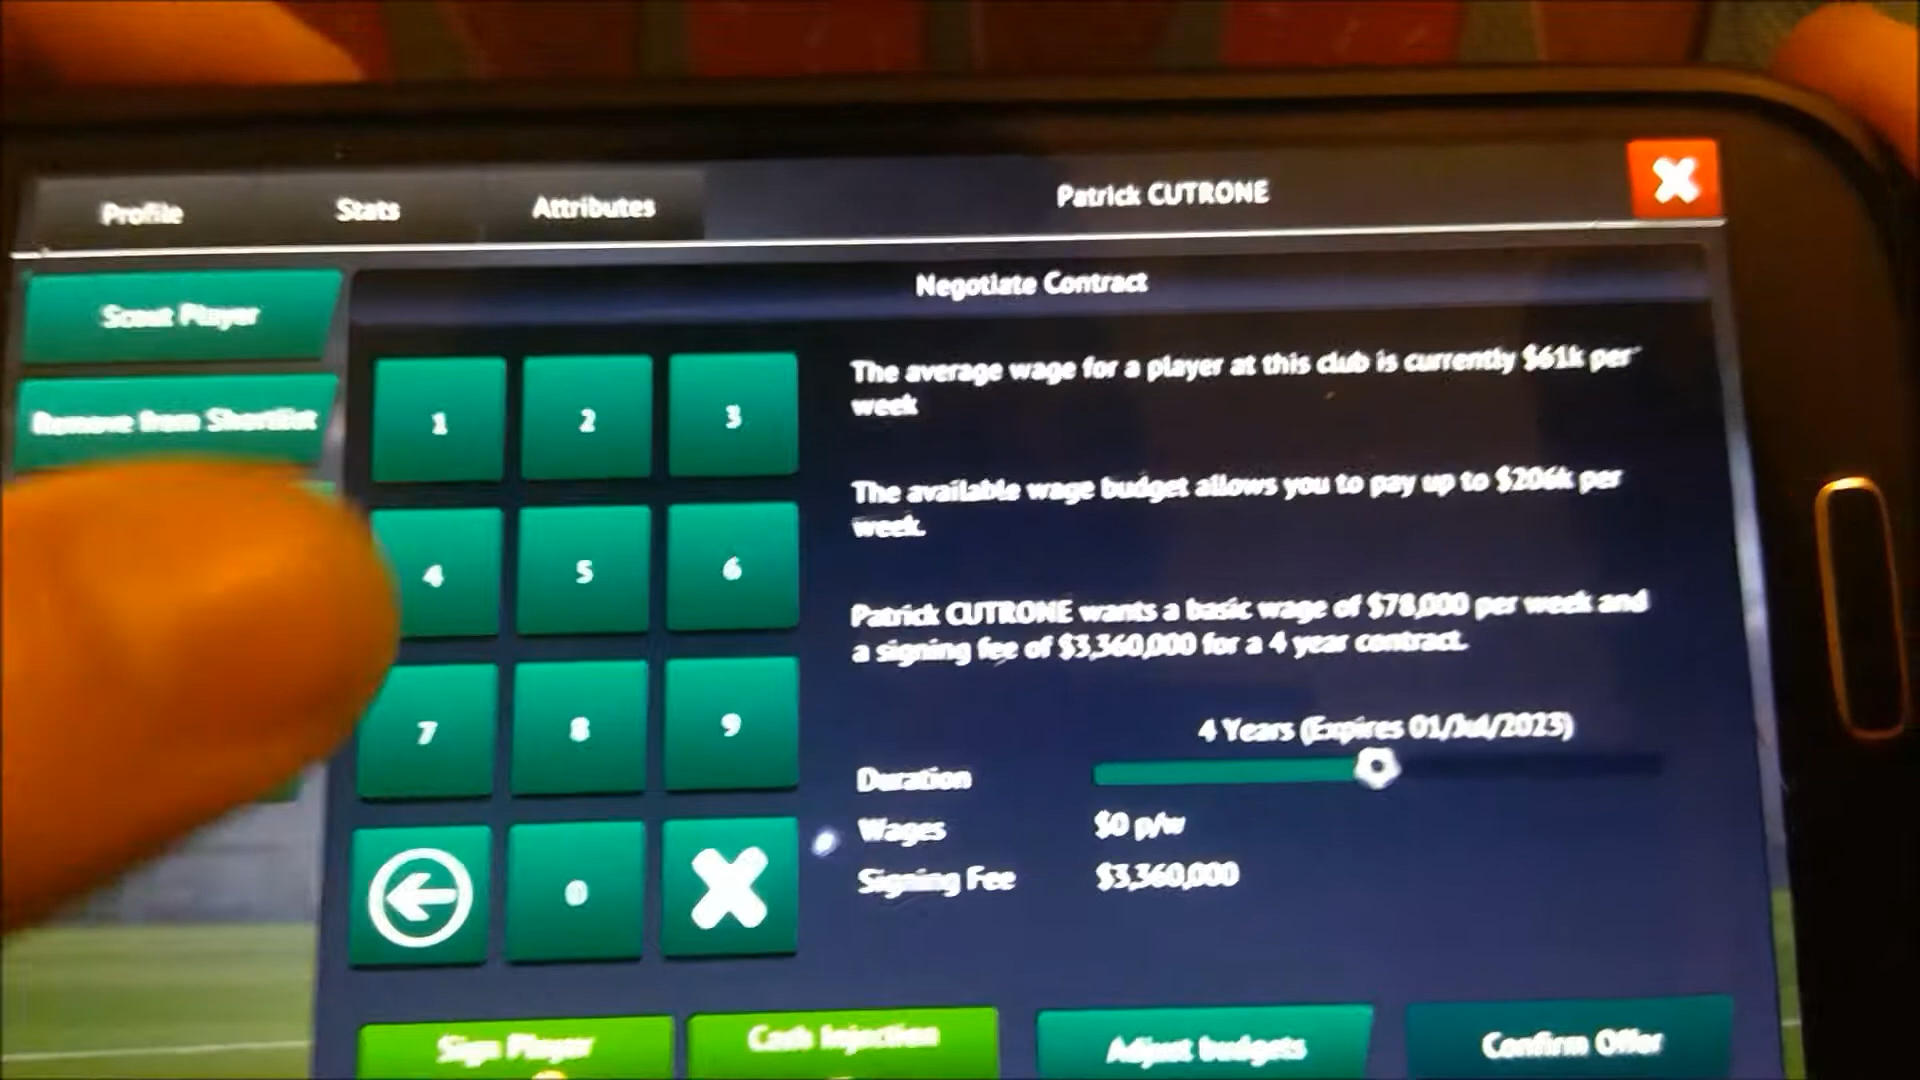 Profile
Stats
Attributes
Patrick CUTRONE
Scout Player
Negotiate Contract
Remove from Shortlist
1
2
3
The average wage for a player at this club is currently $61k per
week
4
5
6
The available wage budget allows you to pay up to $206k per
week.
Patrick CUTRONE wants a basic wage of $78,000 per week and
a signing fee of $3,360,000 for a 4 year contract.
7
8
9
4 Years (Expires 01/Jul/2023)
Duration
0
Wages
$0 p/w
Signing Fee
$3,360,000
Sign Player
Cash Injection
Adjust budgets
Confirm Offer